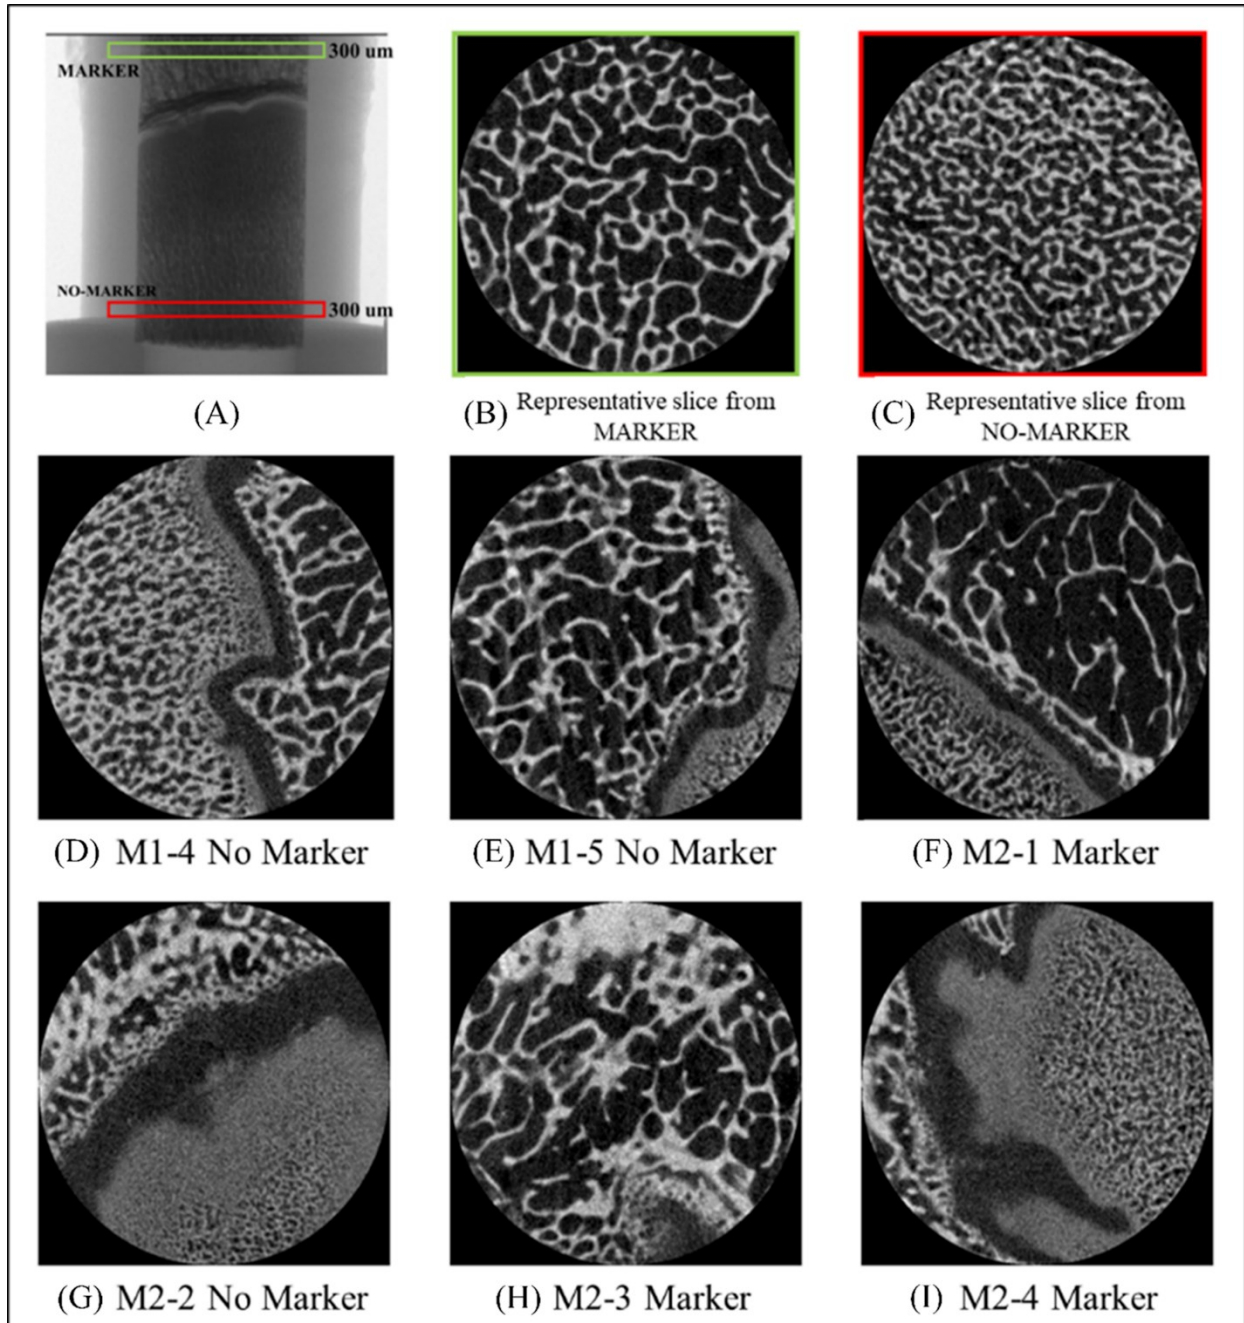 300 um
MARKER
NO-MARKER
300 um
(A)
(B) Representative slice from
MARKER
(C) Representative slice from
NO-MARKER
(D) M1-4 No Marker
(E) M1-5 No Marker
(F) M2-1 Marker
(G) M2-2 No Marker
(H) M2-3 Marker
(I) M2-4 Marker